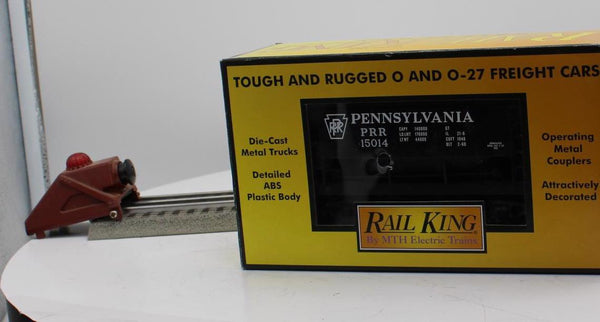 TOUGH AND RUGGED O AND O-27 FREIGHT CARS
PRR
PENNSYLVANIA
PRR
15014
Die-Cast
Metal Trucks
Detailed
ABS
Plastic Body
Operating
Metal
Couplers
Attractively
Decorated
RAIL KING
By MTH Electric Trains